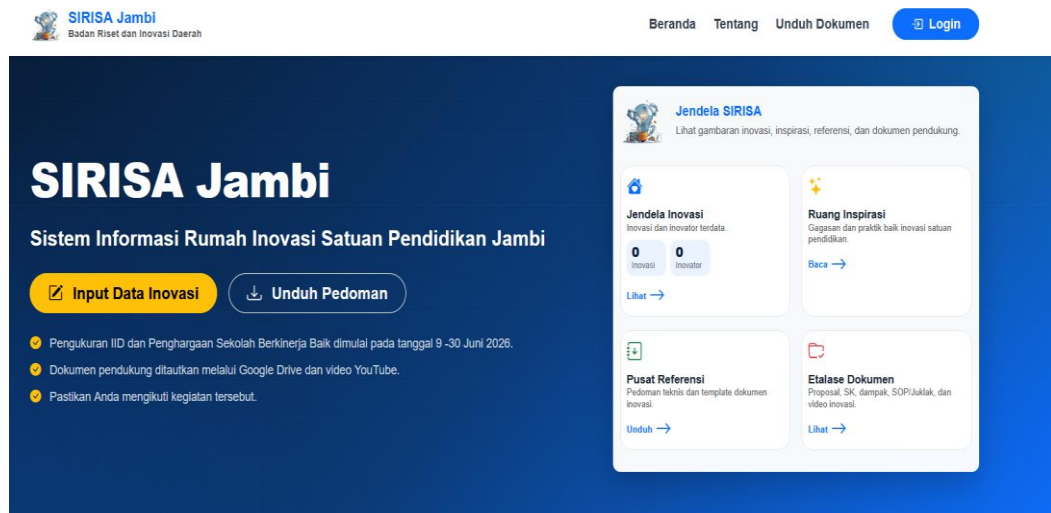 SIRISA Jambi
Badan Riset dan Inovasi Daerah
Beranda Tentang Unduh Dokumen Login
SIRISA Jambi
Sistem Informasi Rumah Inovasi Satuan Pendidikan Jambi
Input Data Inovasi Unduh Pedoman
Pengukuran IID dan Penghargaan Sekolah Berkinerja Baik dimulai pada tanggal 9 -30 Juni 2026.
Dokumen pendukung ditautkan melalui Google Drive dan video YouTube.
Pastikan Anda mengikuti kegiatan tersebut.
Jendela SIRISA
Lihat gambaran inovasi, inspirasi, referensi, dan dokumen pendukung.
Jendela Inovasi
Inovasi dan inovator terdata.
0 0
Inovasi Inovator
Lihat →
Ruang Inspirasi
Gagasan dan praktik baik inovasi satuan
pendidikan.
Baca →
Pusat Referensi
Pedoman teknis dan template dokumen
inovasi.
Unduh →
Etalase Dokumen
Proposal, SK, dampak, SOP/Juklak, dan
video inovasi.
Lihat →